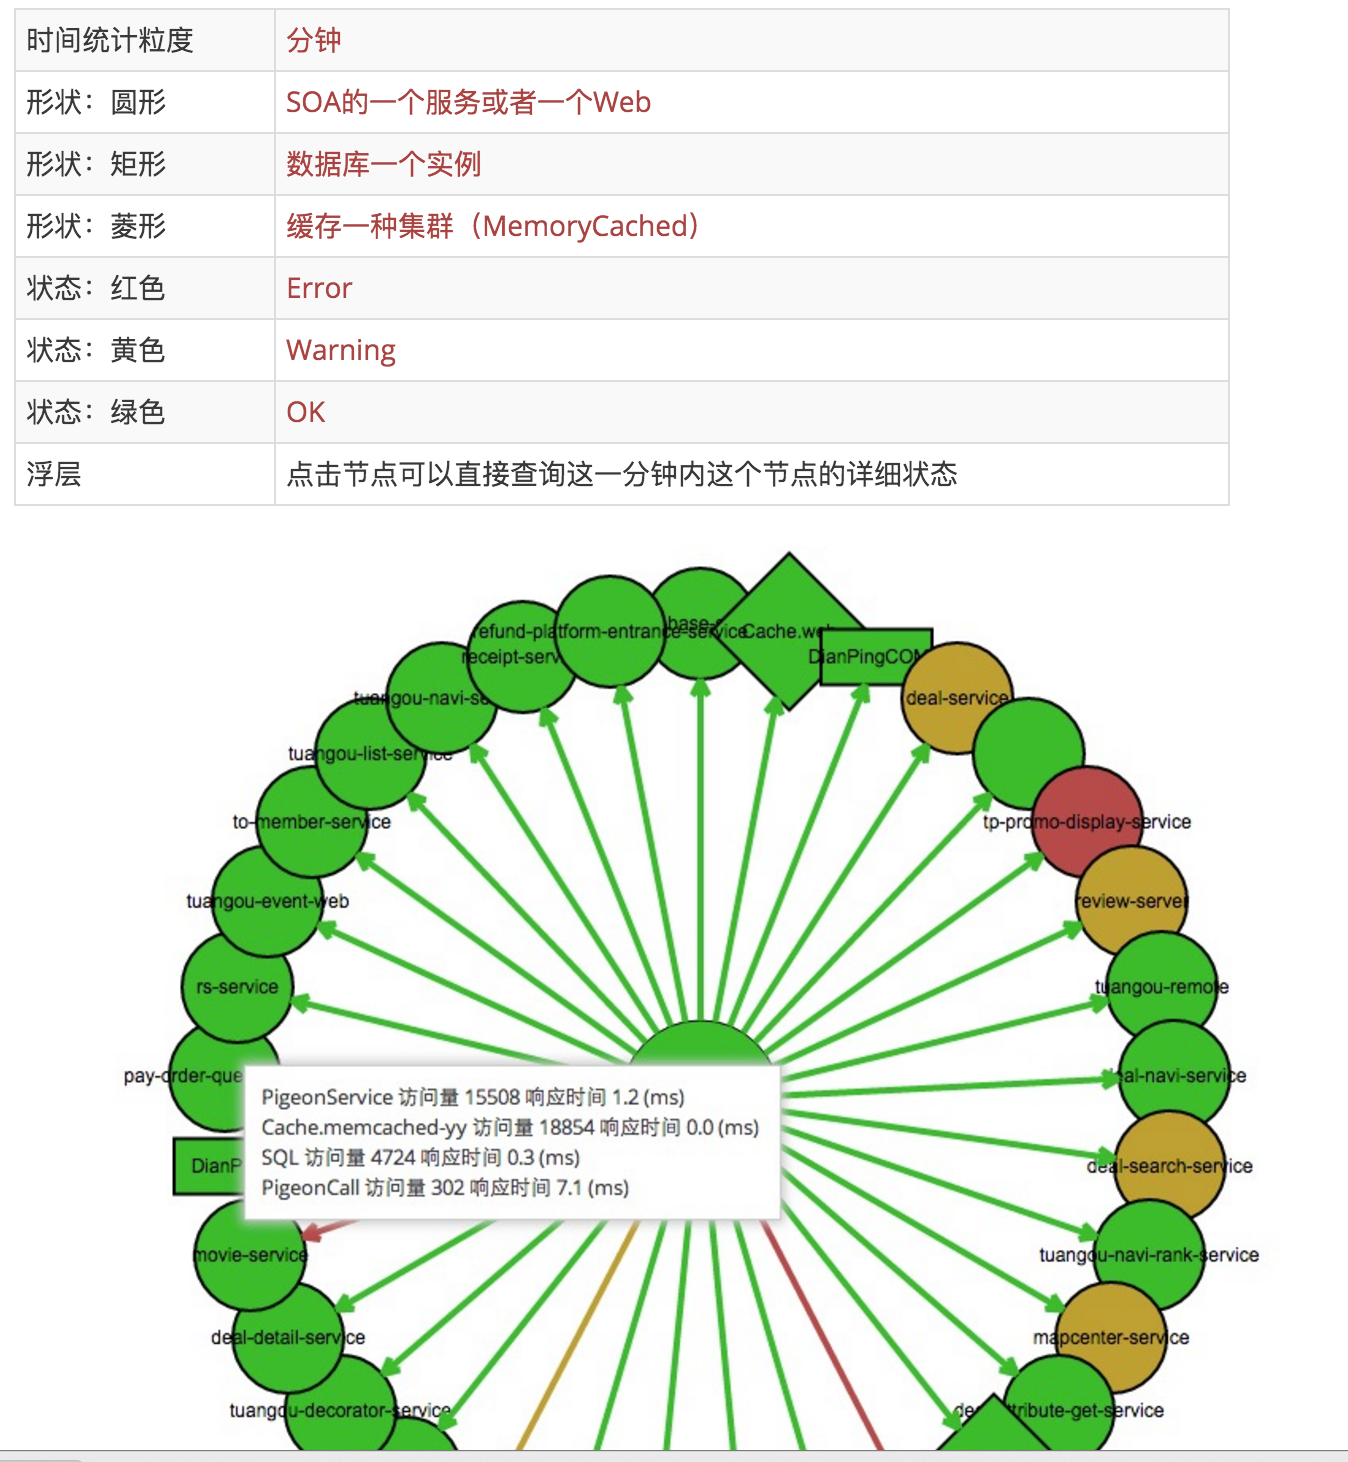 时间统计粒度 分钟
形状：圆形 SOA的一个服务或者一个Web
形状：矩形 数据库一个实例
形状：菱形 缓存一种集群（MemoryCached）
状态：红色 Error
状态：黄色 Warning
状态：绿色 OK
浮层 点击节点可以直接查询这一分钟内这个节点的详细状态
refund-platform-entrance-service
Cache.we
receipt-serv
DianPingCOM
tuangou-navi-se
deal-service
tuangou-list-service
to-member-service
tp-promo-display-service
tuangou-event-web
review-server
rs-service
tuangou-remote
pay-order-que
deal-navi-service
PigeonService 访问量 15508 响应时间 1.2 (ms)
Cache.memcached-yy 访问量 18854 响应时间 0.0 (ms)
SQL 访问量 4724 响应时间 0.3 (ms)
PigeonCall 访问量 302 响应时间 7.1 (ms)
DianP
deal-search-service
movie-service
tuangou-navi-rank-service
deal-detail-service
mapcenter-service
tuangou-decorator-service
tribute-get-service